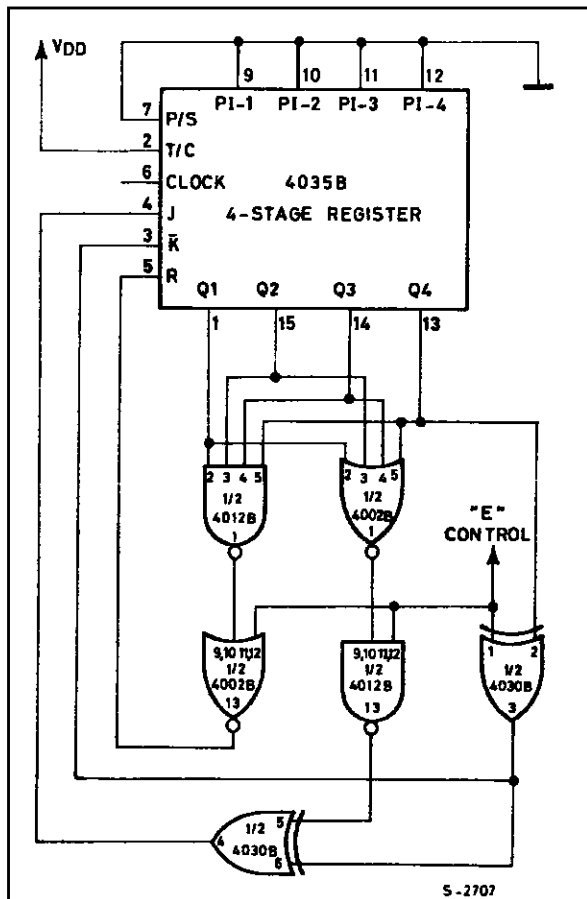 VDD
9 10 11 12
PI-1 PI-2 PI-3 PI-4
7 P/S
2 T/C
6 CLOCK 4035B
4 J 4-STAGE REGISTER
3 K̅
5 R
Q1 Q2 Q3 Q4
1 15 14 13
2 3 4 5
1/2
4012B
1
2 3 4 5
1/2
4002B
1
"E"
CONTROL
9,10 11,12
1/2
4002B
13
9,10 11,12
1/2
4012B
13
1 2
1/2
4030B
3
5
1/2
4
4030B
6
S-2707